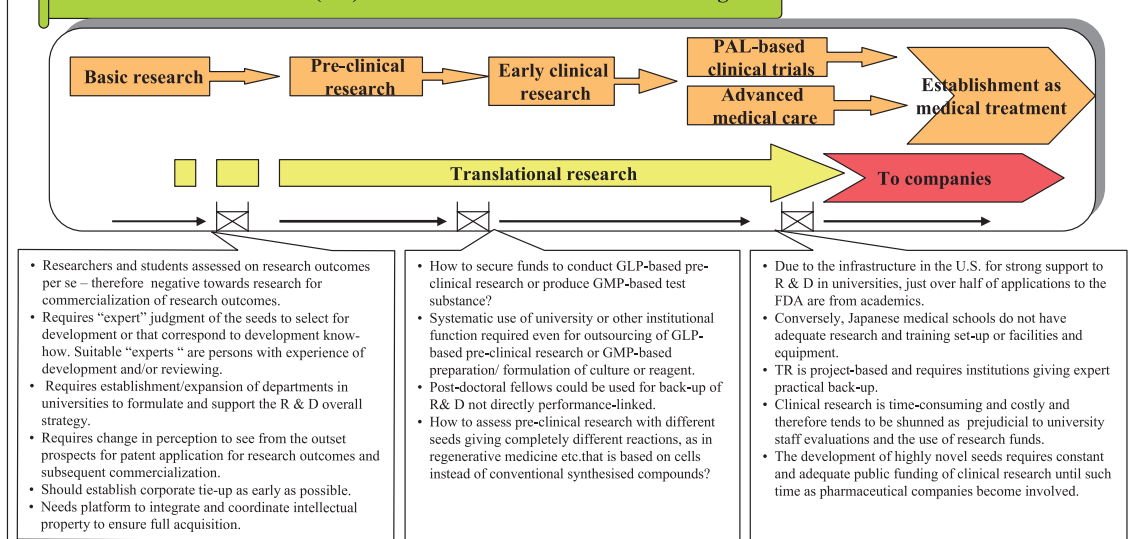 Basic research
Pre-clinical
research
Early clinical
research
PAL-based
clinical trials
Advanced
medical care
Establishment as
medical treatment
Translational research
To companies
• Researchers and students assessed on research outcomes
per se – therefore  negative towards research for
commercialization of research outcomes.
• Requires “expert” judgment of the seeds to select for
development or that correspond to development know-
how. Suitable “experts “ are persons with experience of
development and/or reviewing.
• Requires establishment/expansion of departments in
universities to formulate and support the R & D overall
strategy.
• Requires change in perception to see from the outset
prospects for patent application for research outcomes and
subsequent commercialization.
• Should establish corporate tie-up as early as possible.
• Needs platform to integrate and coordinate intellectual
property to ensure full acquisition.
• How to secure funds to conduct GLP-based pre-
clinical research or produce GMP-based test
substance?
• Systematic use of university or other institutional
function required even for outsourcing of GLP-
based pre-clinical research or GMP-based
preparation/ formulation of culture or reagent.
• Post-doctoral fellows could be used for back-up of
R& D not directly performance-linked.
• How to assess pre-clinical research with different
seeds giving completely different reactions, as in
regenerative medicine etc.that is based on cells
instead of conventional synthesised compounds?
• Due to the infrastructure in the U.S. for strong support to
R & D in universities, just over half of applications to the
FDA are from academics.
• Conversely, Japanese medical schools do not have
adequate research and training set-up or facilities and
equipment.
• TR is project-based and requires institutions giving expert
practical back-up.
• Clinical research is time-consuming and costly and
therefore tends to be shunned as  prejudicial to university
staff evaluations and the use of research funds.
• The development of highly novel seeds requires constant
and adequate public funding of clinical research until such
time as pharmaceutical companies become involved.